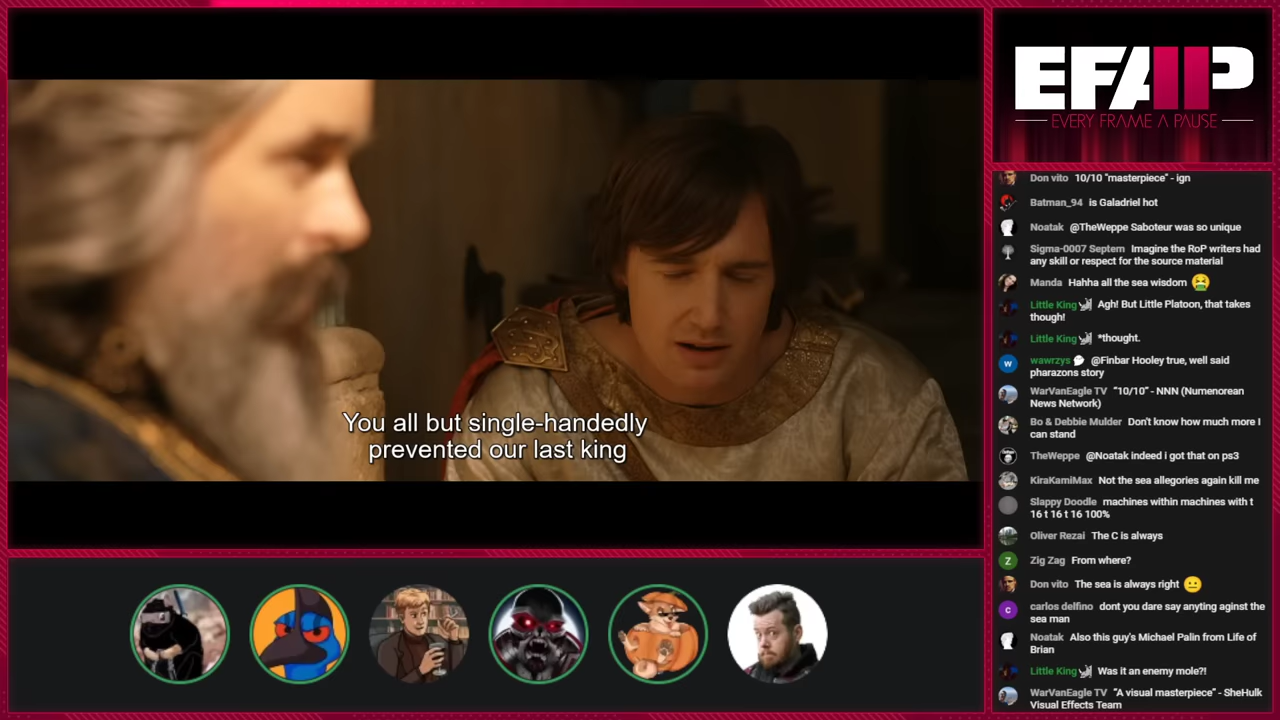 You all but single-handedly
prevented our last king
EFAP
EVERY FRAME A PAUSE
Don vito 10/10 "masterpiece" - ign
Batman_94 is Galadriel hot
Noatak @TheWeppe Saboteur was so unique
Sigma-0007 Septem Imagine the RoP writers had
any skill or respect for the source material
Manda Hahha all the sea wisdom 🤮
Little King Agh! But Little Platoon, that takes
though!
Little King *thought.
w
wawrzys @Finbar Hooley true, well said
pharazons story
WarVanEagle TV “10/10” - NNN (Numenorean
News Network)
Bo & Debbie Mulder Don't know how much more I
can stand
TheWeppe @Noatak indeed i got that on ps3
KiraKamiMax Not the sea allegories again kill me
Slappy Doodle machines within machines with t
16 t 16 t 16 100%
Oliver Rezai The C is always
Z
Zig Zag From where?
Don vito The sea is always right 😐
c
carlos delfino dont you dare say anyting aginst the
sea man
Noatak Also this guy's Michael Palin from Life of
Brian
Little King Was it an enemy mole?!
WarVanEagle TV “A visual masterpiece” - SheHulk
Visual Effects Team